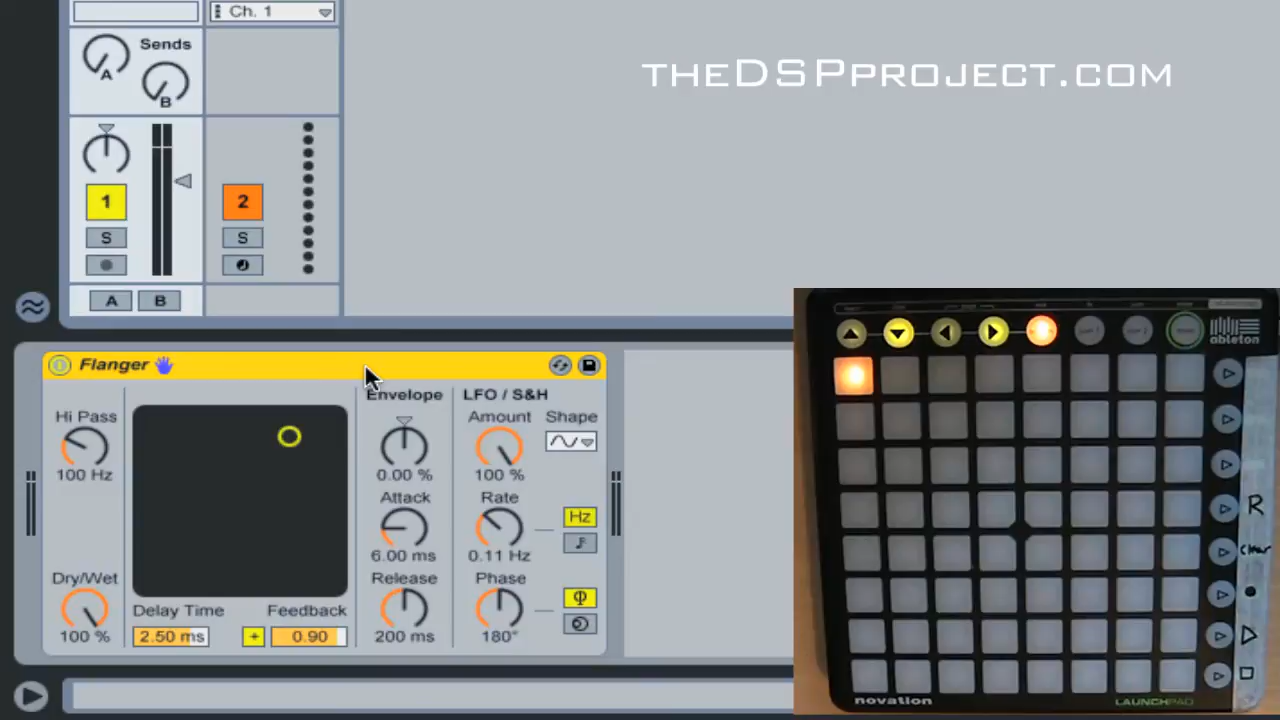 Ch. 1
Sends
A
B
theDSPproject.com
1
2
S
S
A B
Flanger
Envelope
LFO / S&H
Hi Pass
100 Hz
0.00 %
Amount
Shape
100 %
Attack
6.00 ms
Rate
0.11 Hz
Hz
Dry/Wet
100 %
Delay Time
2.50 ms
+
Feedback
0.90
Release
200 ms
Phase
180°
Φ
ableton
R
clear
novation
LAUNCHPAD